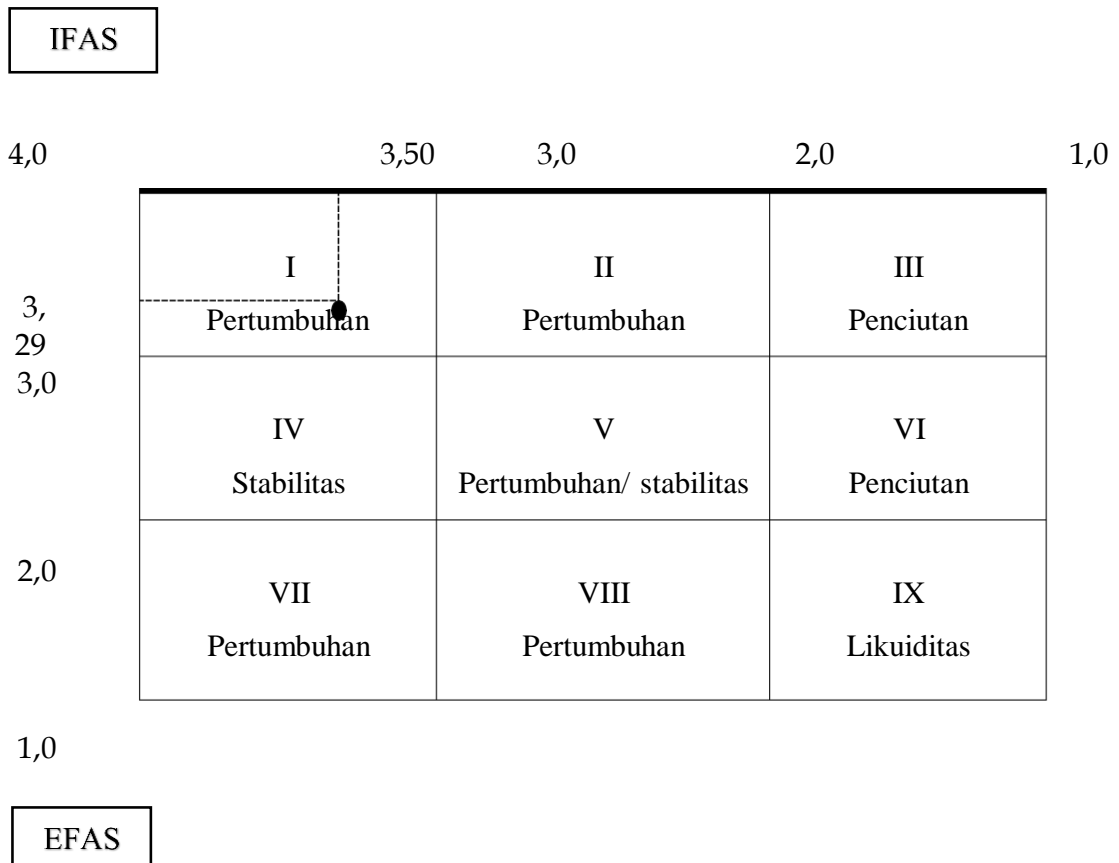 IFAS
4,0 3,50 3,0 2,0 1,0
I II III
3,
29
Pertumbuhan Pertumbuhan Penciutan
3,0
IV V VI
Stabilitas Pertumbuhan/ stabilitas Penciutan
2,0
VII VIII IX
Pertumbuhan Pertumbuhan Likuiditas
1,0
EFAS